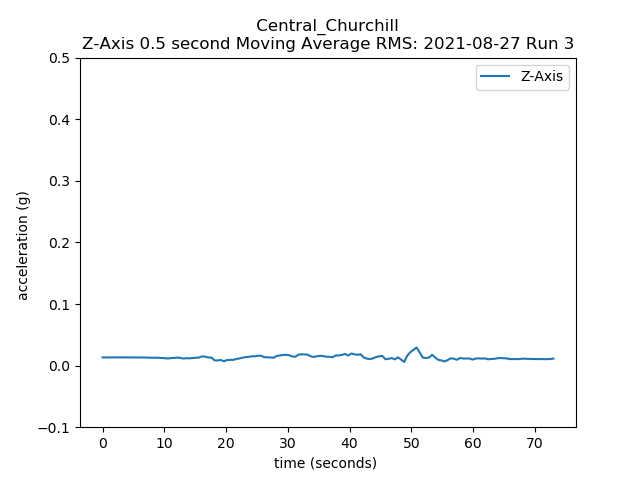 Central_Churchill
Z-Axis 0.5 second Moving Average RMS: 2021-08-27 Run 3
Z-Axis
0.5
0.4
0.3
0.2
0.1
0.0
−0.1
acceleration (g)
0 10 20 30 40 50 60 70
time (seconds)